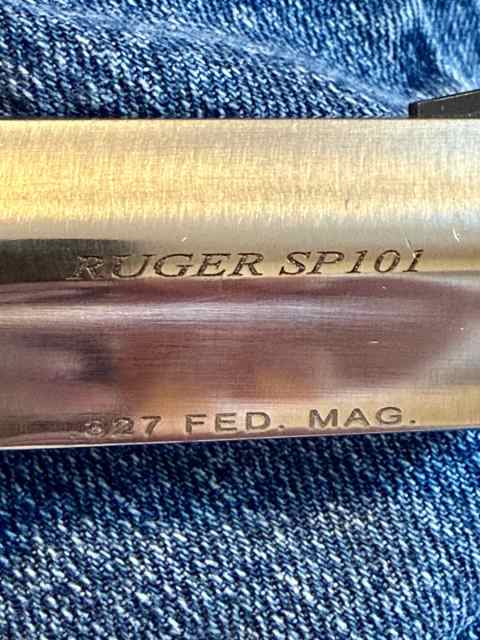 RUGER SP101
.327 FED. MAG.